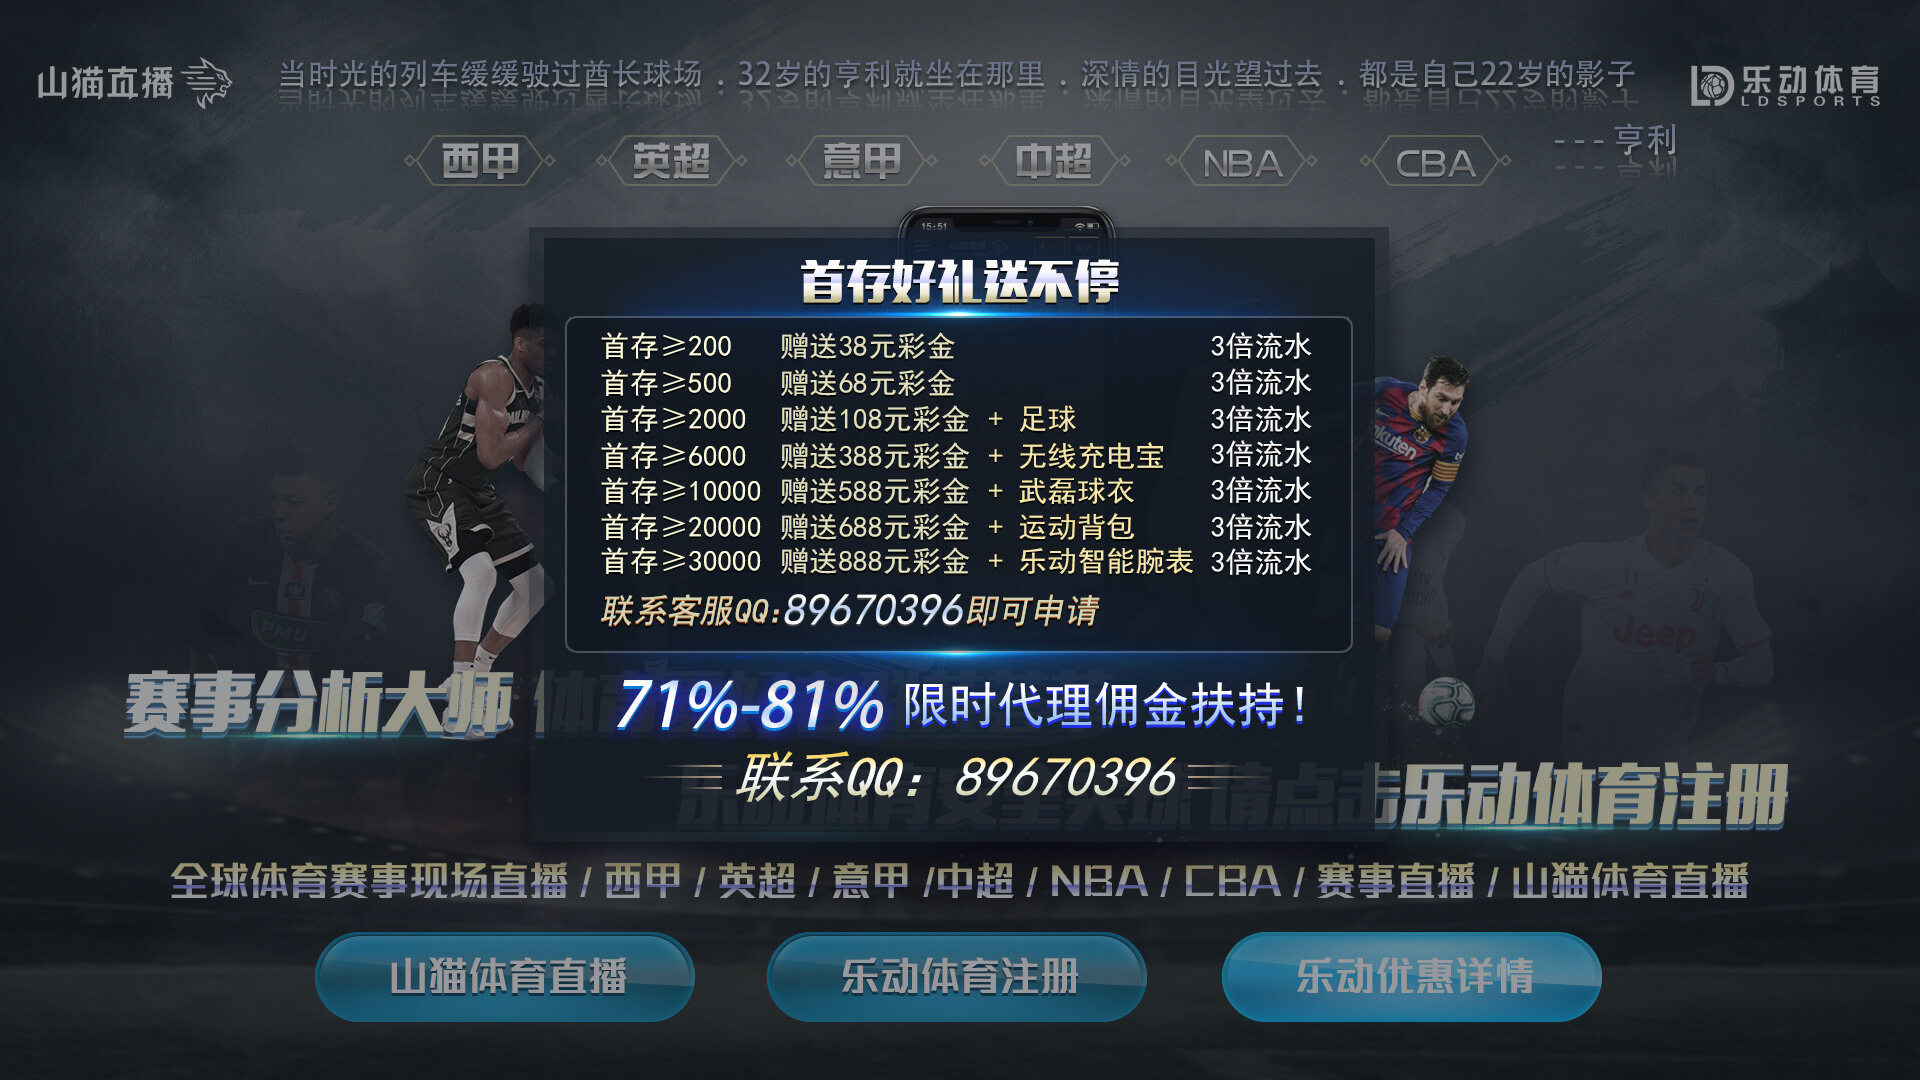 山猫直播
当时光的列车缓缓驶过酋长球场 . 32岁的亨利就坐在那里 . 深情的目光望过去 . 都是自己22岁的影子
乐动体育
LDSPORTS
--- 亨利
西甲 英超 意甲 中超 NBA CBA
15:51
首存好礼送不停
首存≥200 赠送38元彩金 3倍流水
首存≥500 赠送68元彩金 3倍流水
首存≥2000 赠送108元彩金 + 足球 3倍流水
首存≥6000 赠送388元彩金 + 无线充电宝 3倍流水
首存≥10000 赠送588元彩金 + 武磊球衣 3倍流水
首存≥20000 赠送688元彩金 + 运动背包 3倍流水
首存≥30000 赠送888元彩金 + 乐动智能腕表 3倍流水
联系客服QQ:89670396即可申请
PMU
Jeep
赛事分析大师
71%-81% 限时代理佣金扶持!
联系QQ: 89670396
请点击乐动体育注册
全球体育赛事现场直播 / 西甲 / 英超 / 意甲 /中超 / NBA / CBA / 赛事直播 / 山猫体育直播
山猫体育直播 乐动体育注册 乐动优惠详情